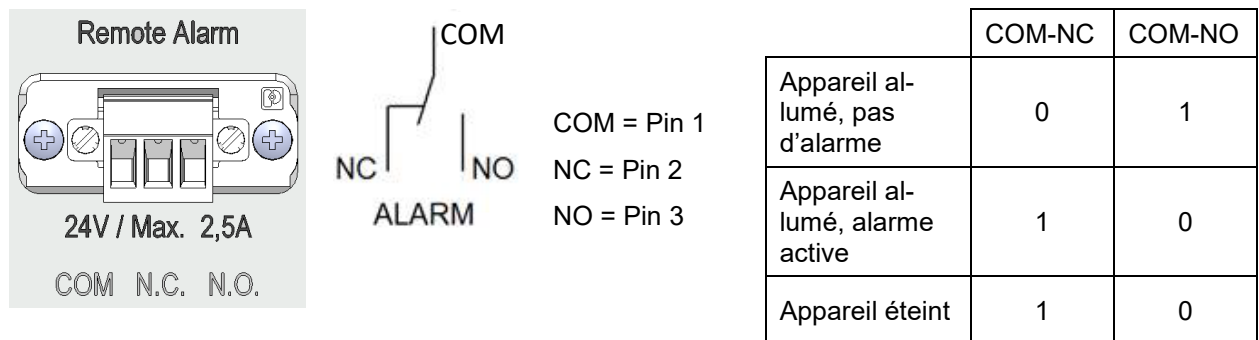 Remote Alarm
24V / Max. 2,5A
COM N.C. N.O.
COM
NC
NO
ALARM
COM = Pin 1
NC = Pin 2
NO = Pin 3
COM-NC COM-NO
Appareil al-
lumé, pas
d’alarme
0 1
Appareil al-
lumé, alarme
active
1 0
Appareil éteint 1 0